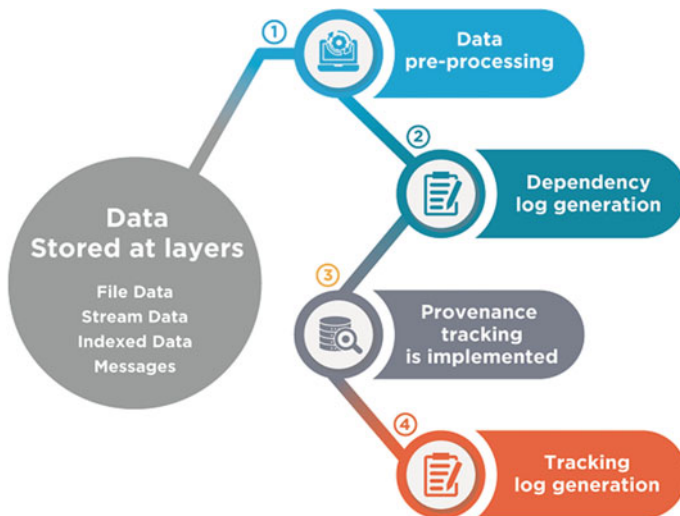 1
Data
pre-processing
2
Dependency
log generation
Data
Stored at layers
File Data
Stream Data
Indexed Data
Messages
3
Provenance
tracking
is implemented
4
Tracking
log generation